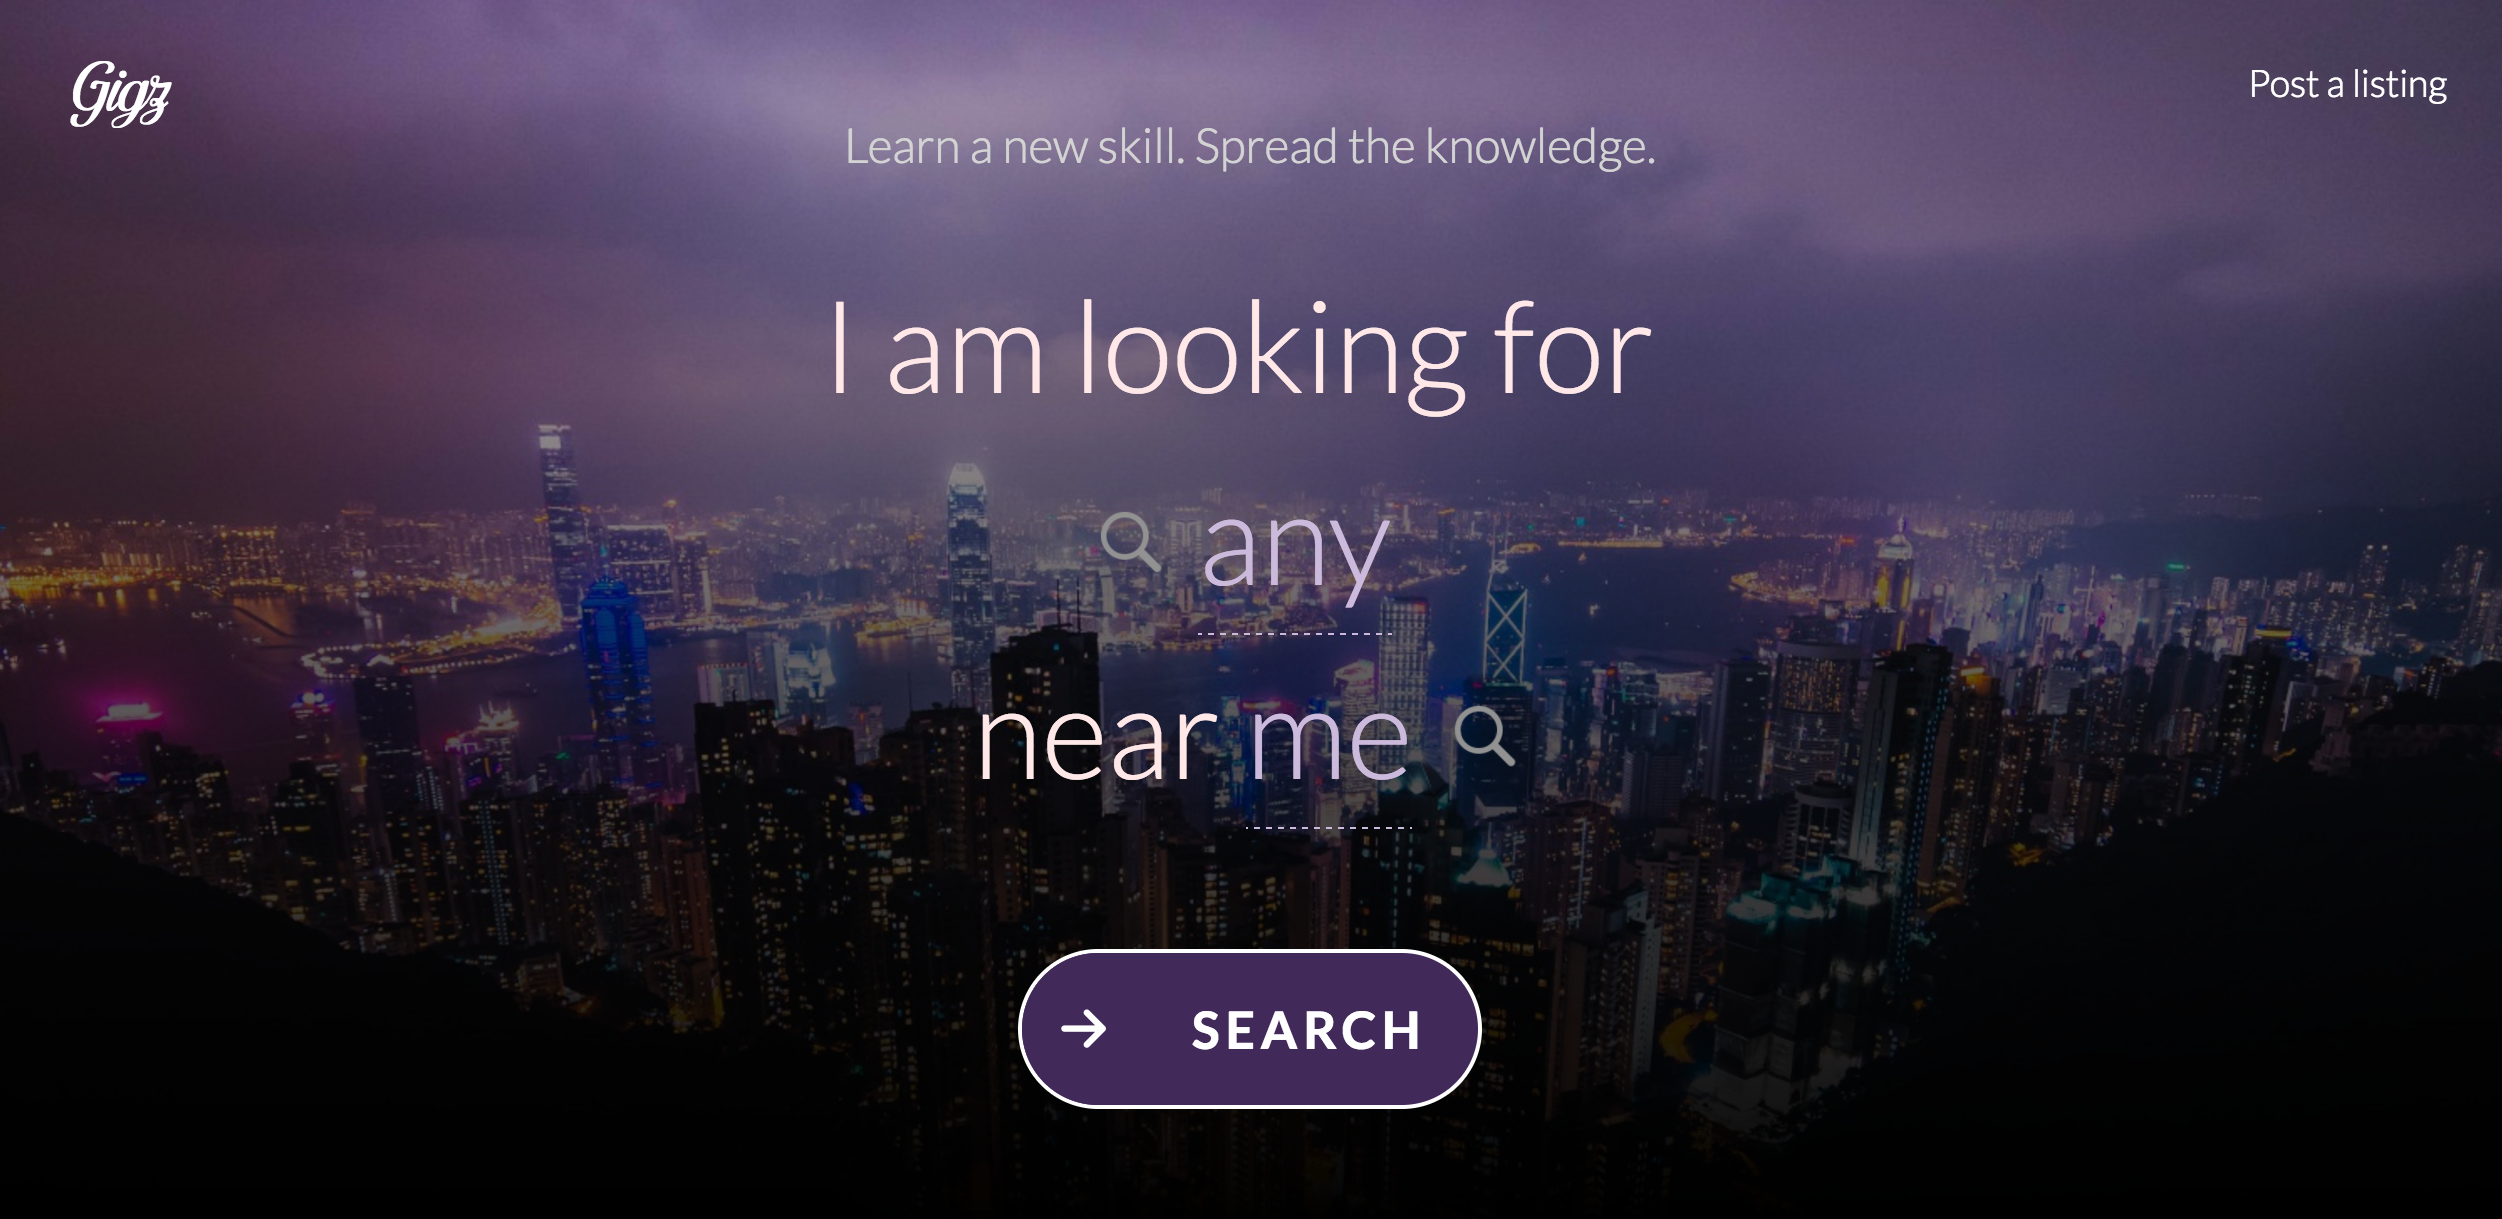 Gigz
Post a listing
Learn a new skill. Spread the knowledge.
I am looking for
any
near me
SEARCH